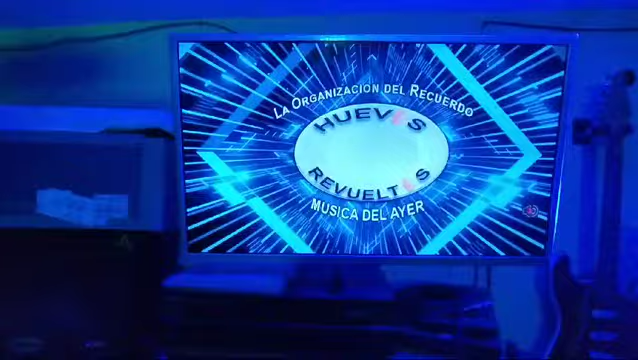 La Organizacion del Recuerdo
HUEVOS
REVUELTOS
MUSICA DEL AYER